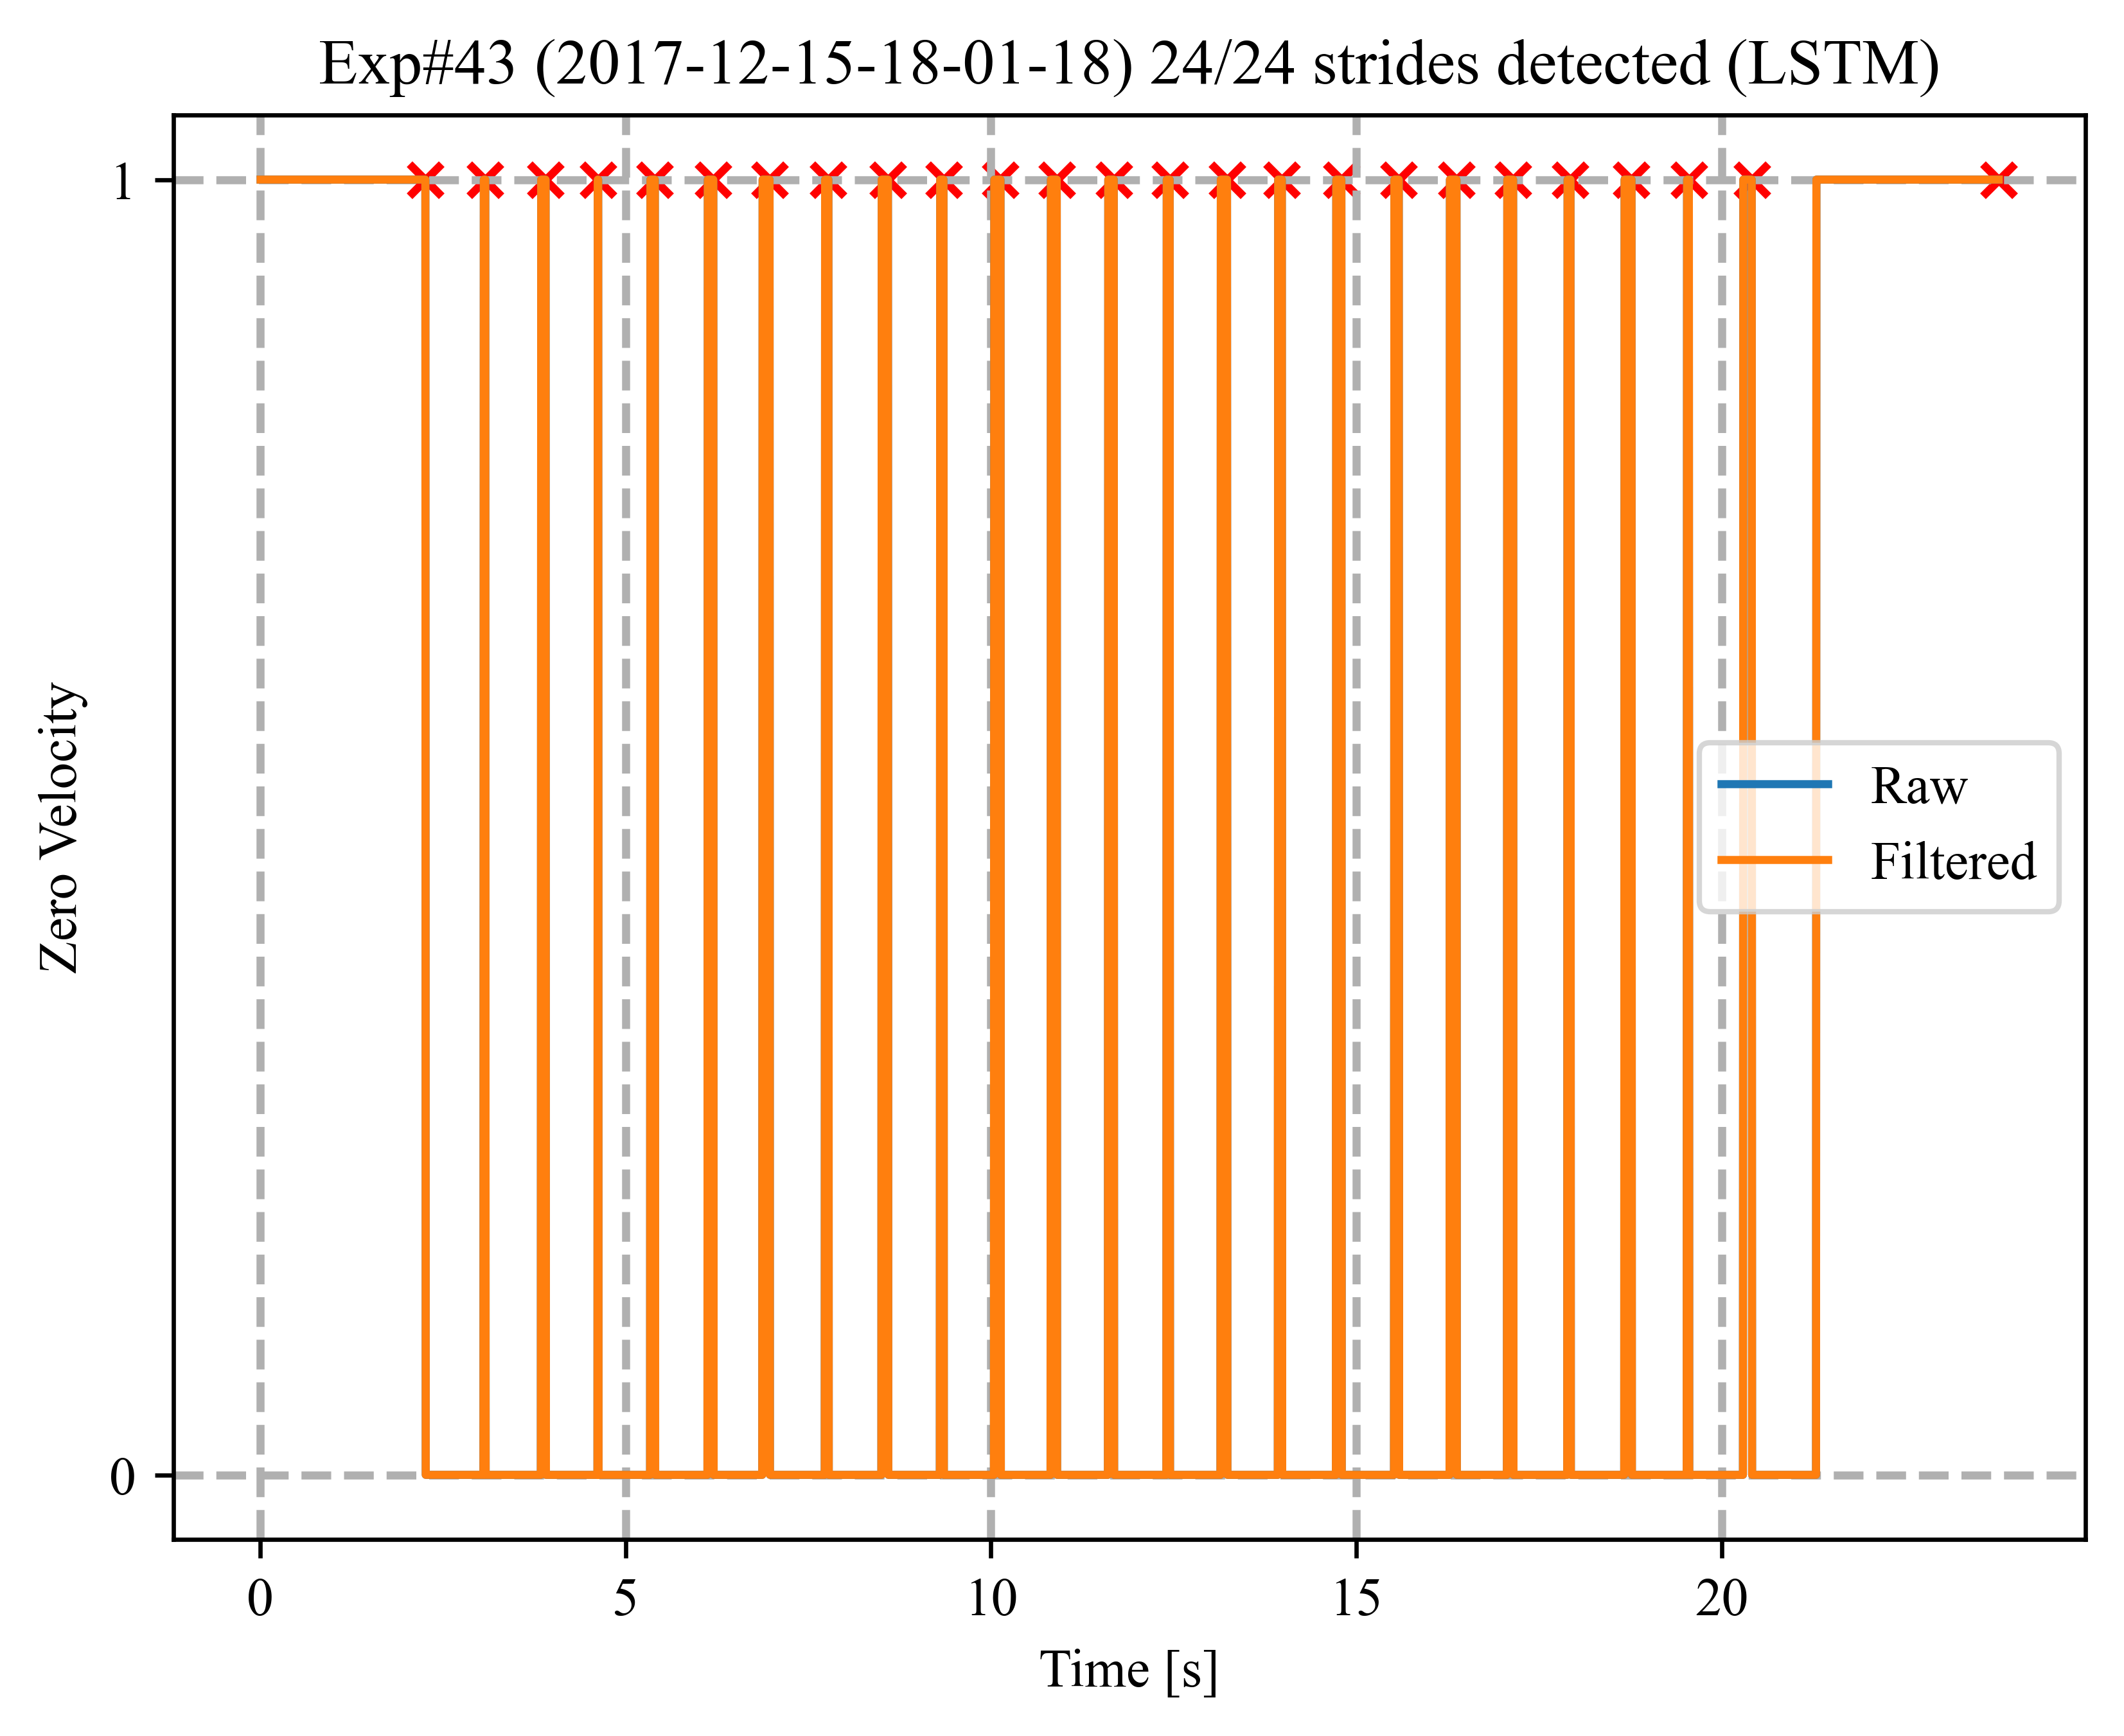 Exp#43 (2017-12-15-18-01-18) 24/24 strides detected (LSTM)
1
Zero Velocity
Raw
Filtered
0
0 5 10 15 20
Time [s]